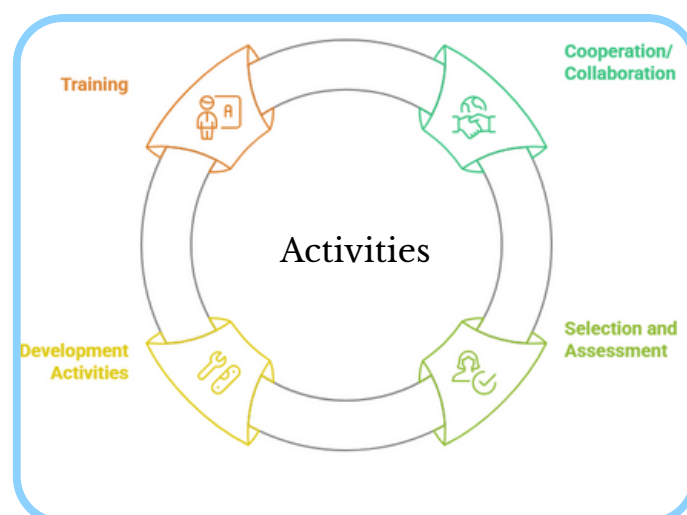 Training
A
Cooperation/
Collaboration
Activities
Development
Activities
Selection and
Assessment